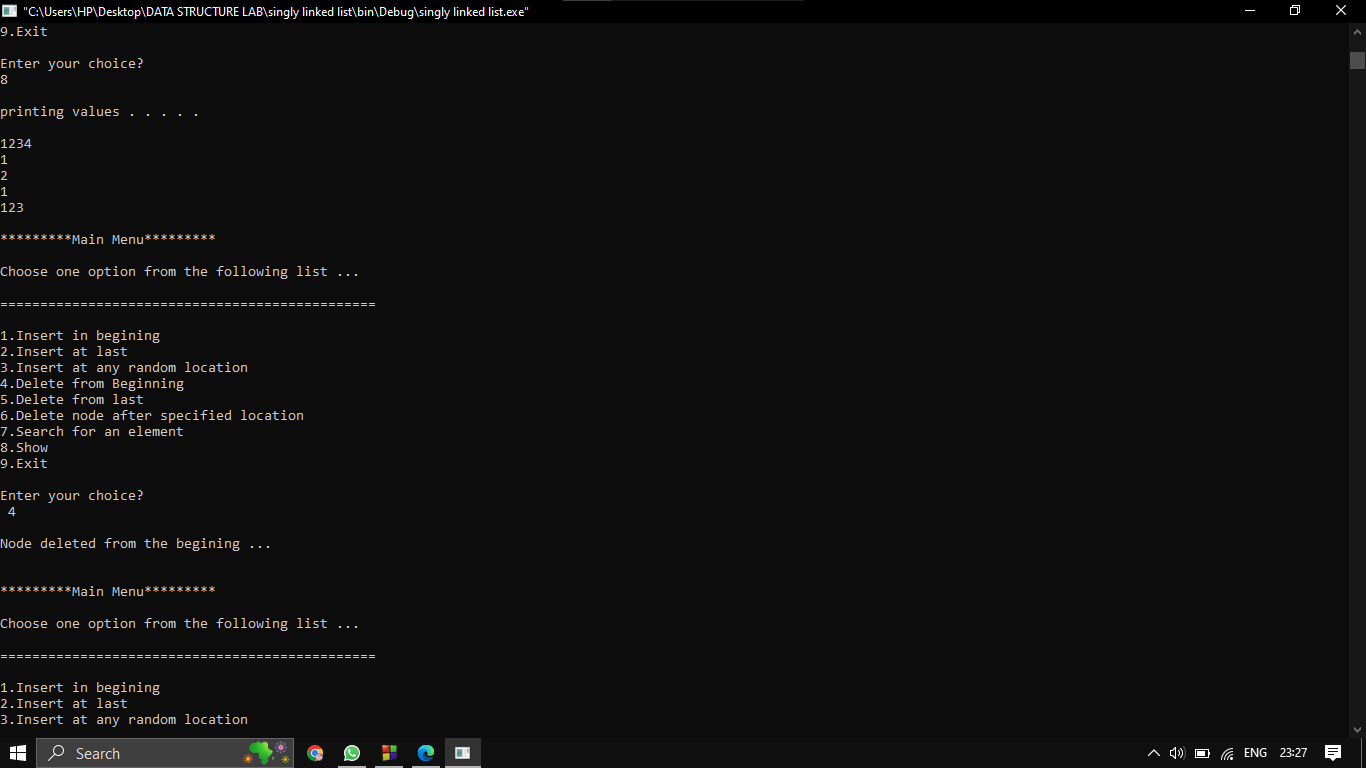 "C:\Users\HP\Desktop\DATA STRUCTURE LAB\singly linked list\bin\Debug\singly linked list.exe"
9.Exit
Enter your choice?
8
printing values . . . . .
1234
1
2
1
123
*********Main Menu*********
Choose one option from the following list ...
===============================================
1.Insert in begining
2.Insert at last
3.Insert at any random location
4.Delete from Beginning
5.Delete from last
6.Delete node after specified location
7.Search for an element
8.Show
9.Exit
Enter your choice?
4
Node deleted from the begining ...
*********Main Menu*********
Choose one option from the following list ...
===============================================
1.Insert in begining
2.Insert at last
3.Insert at any random location
Search
ENG 23:27